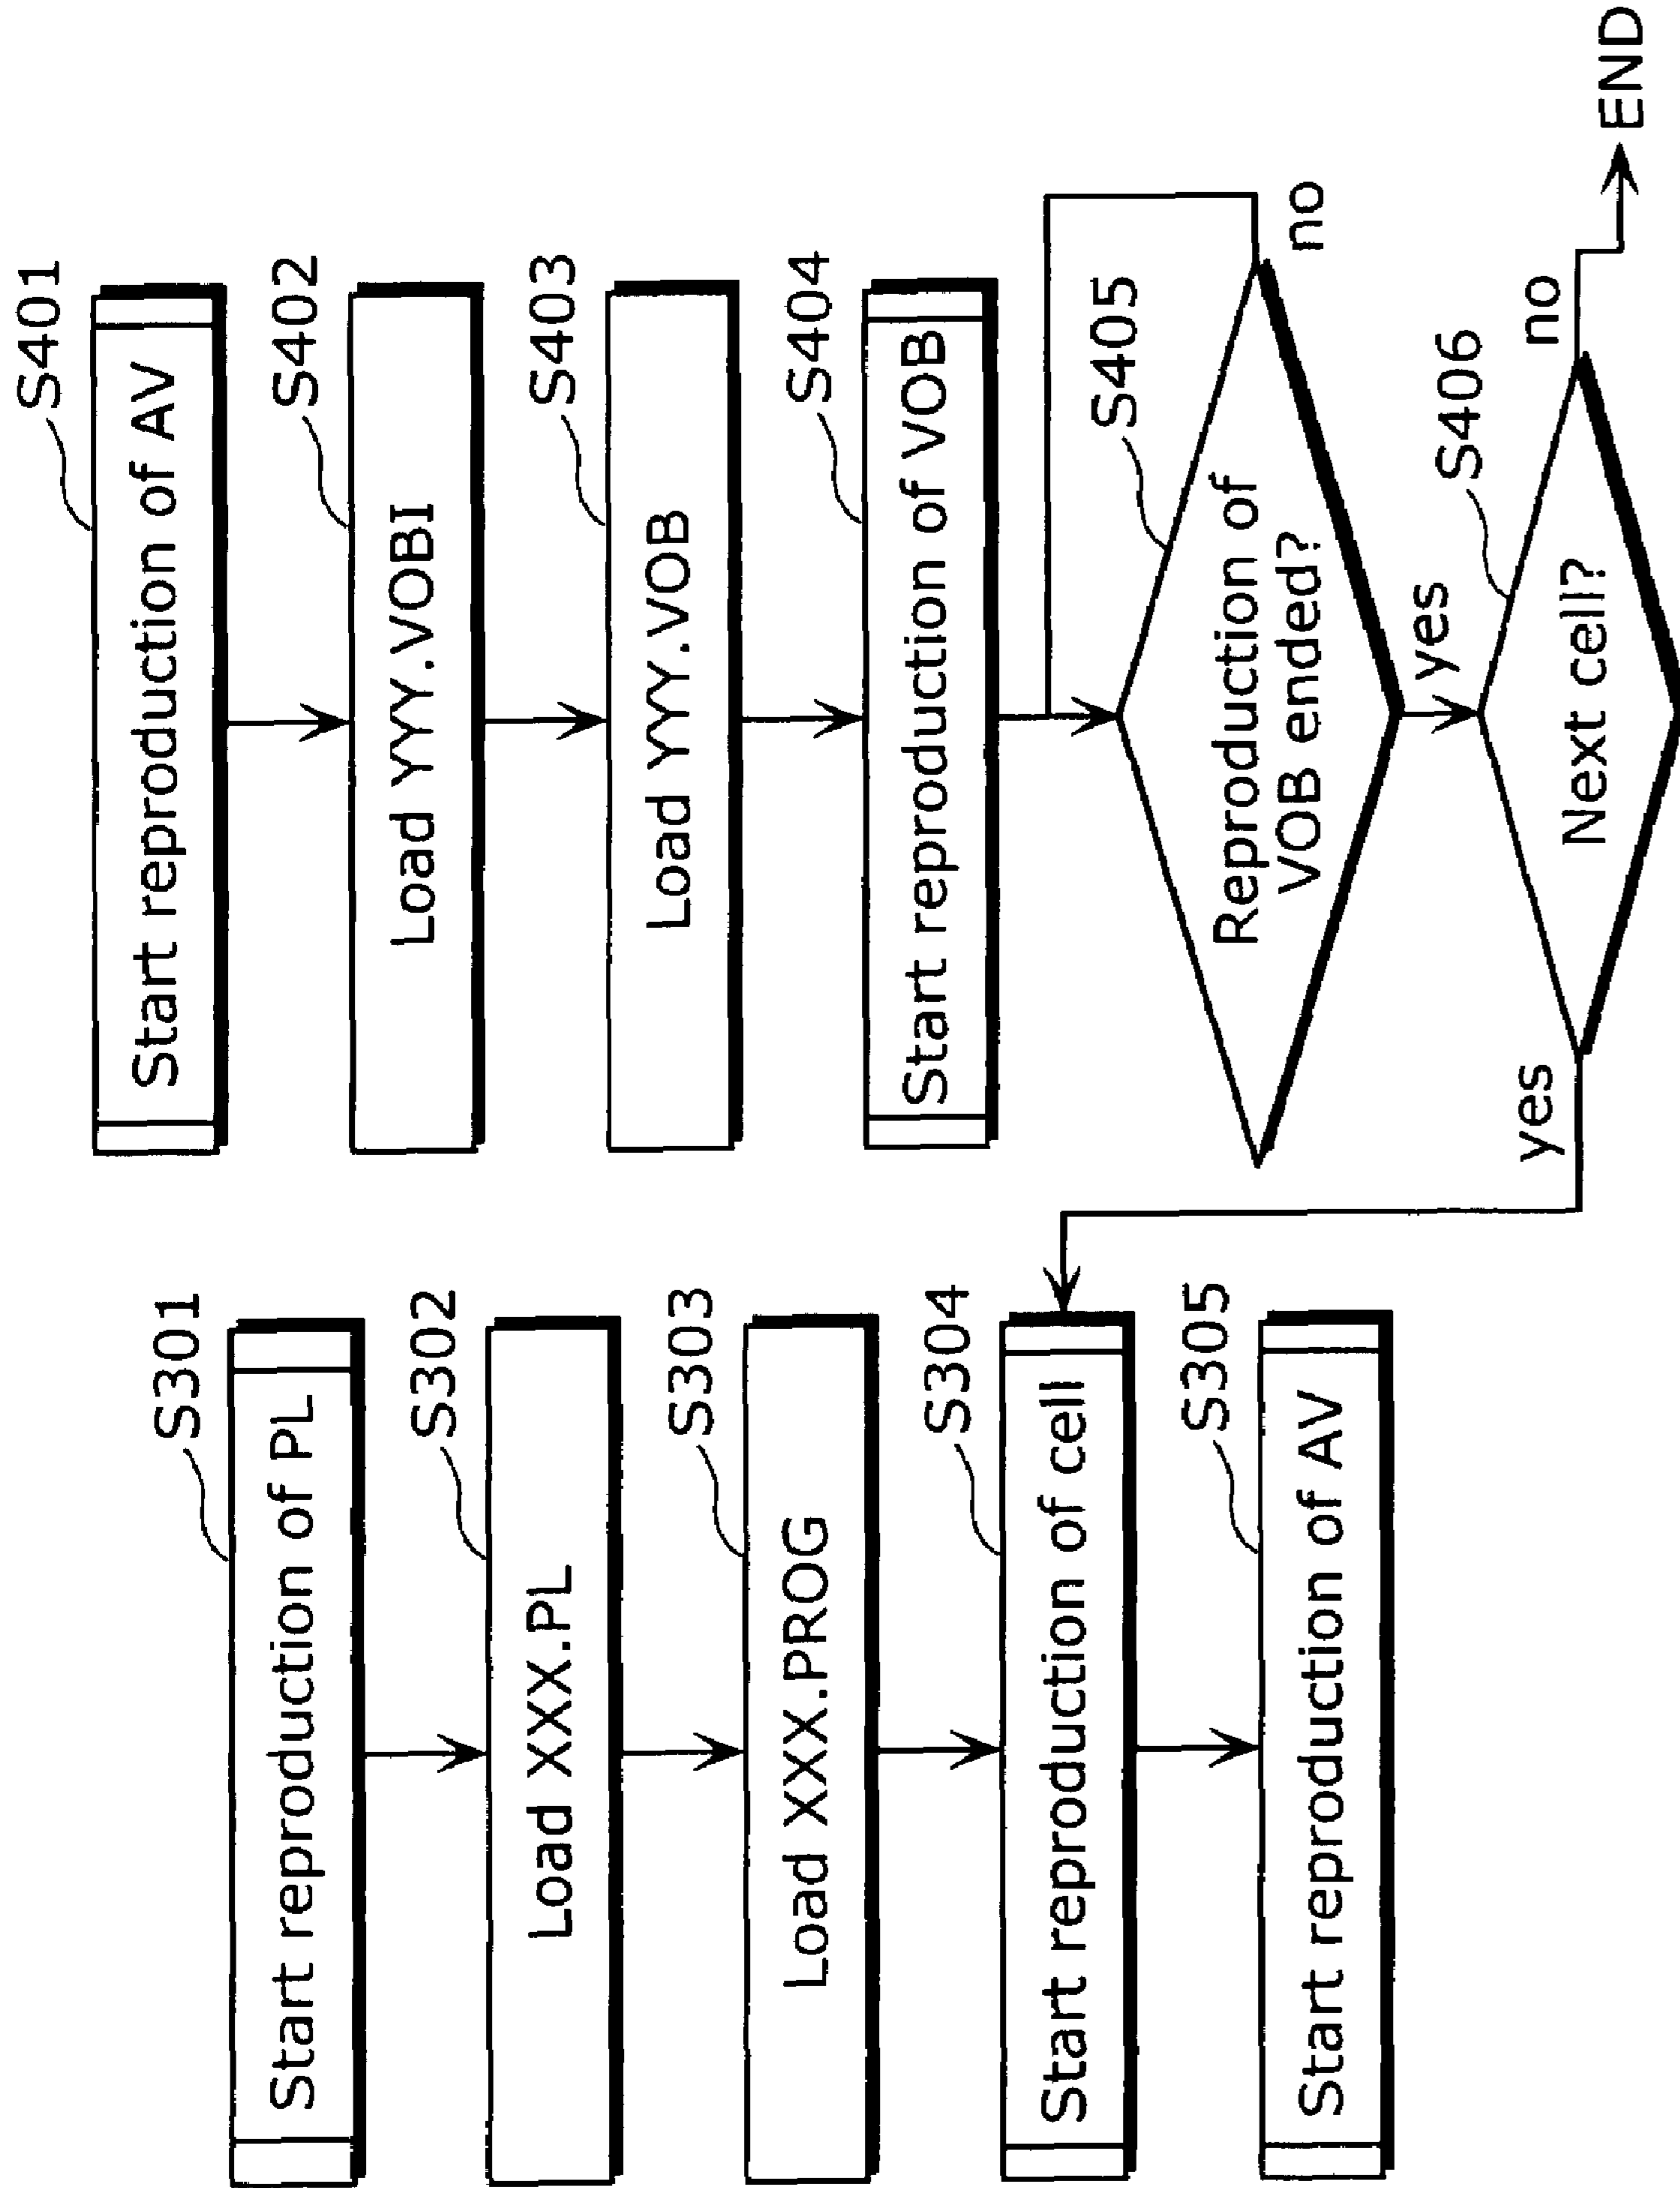 S301
Start reproduction of PL
S302
Load XXX.PL
S303
Load XXX.PROG
S304
Start reproduction of cell
S305
Start reproduction of AV
S401
Start reproduction of AV
S402
Load YYY.VOBI
S403
Load YYY.VOB
S404
Start reproduction of VOB
S405
Reproduction of
VOB ended?
no
yes
S406
Next cell?
yes
no
END